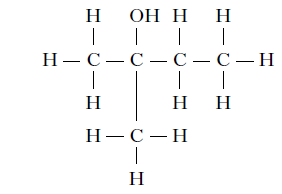 H OH H H
H — C — C — C — C — H
H H H
H — C — H
H